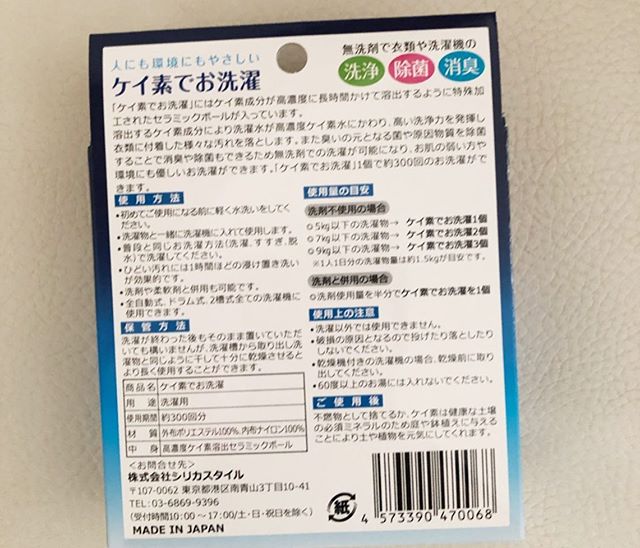 人にも環境にもやさしい
ケイ素でお洗濯
無洗剤で衣類や洗濯機の
洗浄 除菌 消臭
「ケイ素でお洗濯」にはケイ素成分が高濃度に長時間かけて溶出するように特殊加
工されたセラミックボールが入っています。
溶出するケイ素成分により洗濯水が高濃度ケイ水にかわり、高い洗浄力を発揮し
衣類に付着した様々な汚れを落とします。また臭いの元となる菌や原因物質を除菌
することで消臭や除菌もできるため無洗剤での洗濯が可能になり、お肌の弱い方や
環境にも優しいお洗濯ができます。「ケイ素でお洗濯」1個で約300回のお洗濯がで
きます。
使用方法
•初めてご使用になる前に軽く水洗いをしてく
ださい。
•洗濯物と一緒に洗濯機に入れて使用します。
•普段と同じお洗濯方法(洗濯、すすぎ、脱
水)で洗濯してください。
•ひどい汚れには1時間ほどの浸け置き洗い
が効果的です。
•洗剤や柔軟剤と併用も可能です。
•全自動式、ドラム式、2槽式全ての洗濯機に
使用できます。
保管方法
洗濯が終わった後もそのまま置いていただ
いても構いませんが、洗濯槽から取り出し洗
濯物と同じように干して十分に乾燥させると
より長く使用することができます。
商品名 ケイ素でお洗濯
用途 洗濯用
使用期間 約300回分
材質 外布ポリエステル100%、内布ナイロン100%
中身 高濃度ケイ素溶出セラミックボール
<お問合せ先>
株式会社シリカスタイル
〒107-0062 東京都港区南青山3丁目10-41
TEL:03-6869-9396
(受付時間10:00〜17:00/土・日・祝日を除く)
MADE IN JAPAN
使用量の目安
洗剤不使用の場合
○5kg以下の洗濯物→ ケイ素でお洗濯1個
○7kg以下の洗濯物→ ケイ素でお洗濯2個
○9kg以下の洗濯物→ ケイ素でお洗濯3個
※1人1日分の洗濯物量は約1.5kgが目安です。
洗剤と併用の場合
○洗剤使用量を半分でケイ素でお洗濯を1個
使用上の注意
•洗濯以外では使用できません。
•破損の原因となるので投げたり落としたり
しないでください。
•乾燥機付きの洗濯機の場合、乾燥前に取り
出してください。
•60度以上のお湯には入れないでください。
ご使用後
不燃物として捨てるか、ケイ素は健康な土壌
の必須ミネラルのため庭や鉢植えに与える
ことにより土や植物を元気にしてくれます。
紙
4 573390 470068